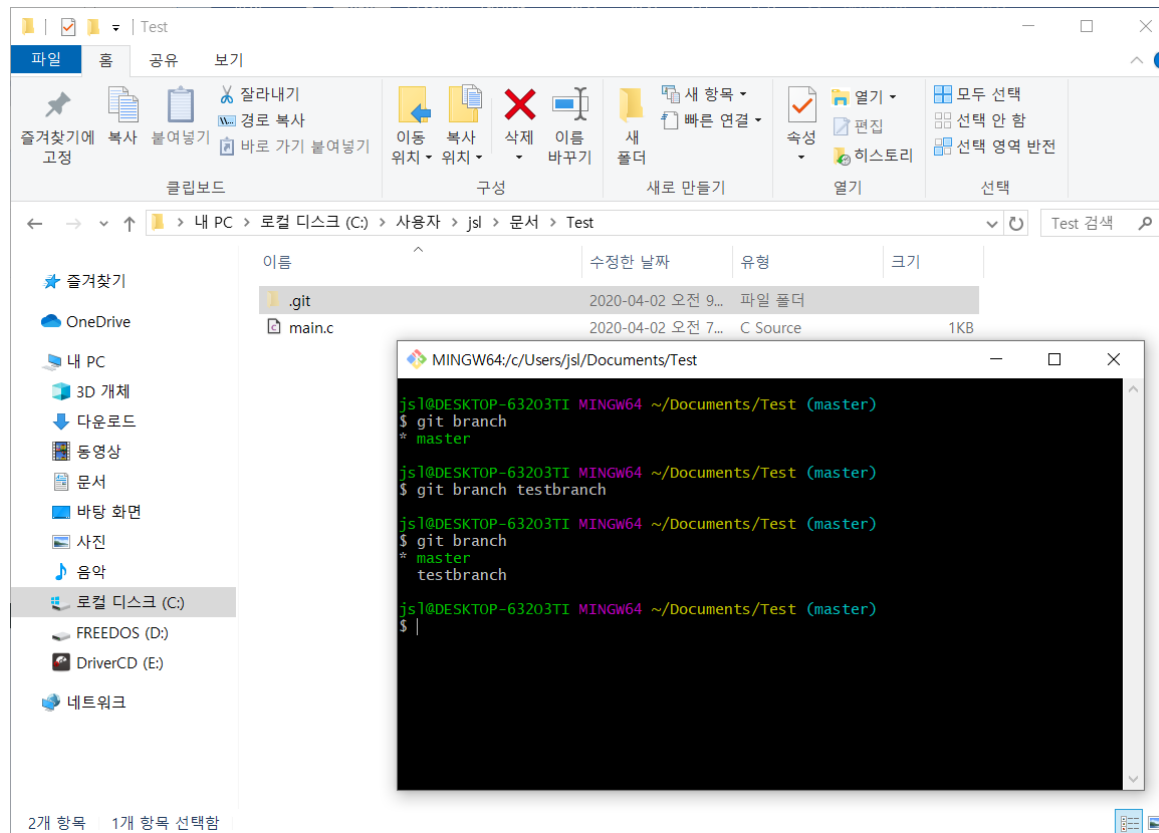 Test
파일 홈 공유 보기
즐겨찾기에 고정
복사
붙여넣기
잘라내기
경로 복사
바로 가기 붙여넣기
클립보드
이동 위치
복사 위치
삭제
이름 바꾸기
구성
새 폴더
새 항목
빠른 연결
새로 만들기
속성
열기
편집
히스토리
열기
모두 선택
선택 안 함
선택 영역 반전
선택
내 PC > 로컬 디스크 (C:) > 사용자 > jsl > 문서 > Test
Test 검색
이름 수정한 날짜 유형 크기
.git 2020-04-02 오전 9... 파일 폴더
main.c 2020-04-02 오전 7... C Source 1KB
즐겨찾기
OneDrive
내 PC
3D 개체
다운로드
동영상
문서
바탕 화면
사진
음악
로컬 디스크 (C:)
FREEDOS (D:)
DriverCD (E:)
네트워크
MINGW64:/c/Users/jsl/Documents/Test
jsl@DESKTOP-632O3TI MINGW64 ~/Documents/Test (master)
$ git branch
* master
jsl@DESKTOP-632O3TI MINGW64 ~/Documents/Test (master)
$ git branch testbranch
jsl@DESKTOP-632O3TI MINGW64 ~/Documents/Test (master)
$ git branch
* master
testbranch
jsl@DESKTOP-632O3TI MINGW64 ~/Documents/Test (master)
$
2개 항목 1개 항목 선택함